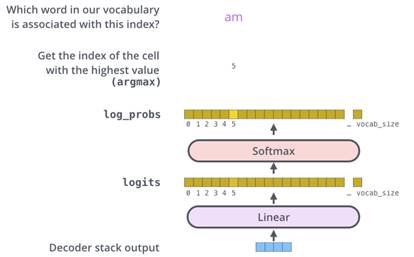 Which word in our vocabulary
is associated with this index?
am
Get the index of the cell
with the highest value
(argmax)
5
log_probs
0 1 2 3 4 5 … vocab_size
Softmax
logits
0 1 2 3 4 5 … vocab_size
Linear
Decoder stack output